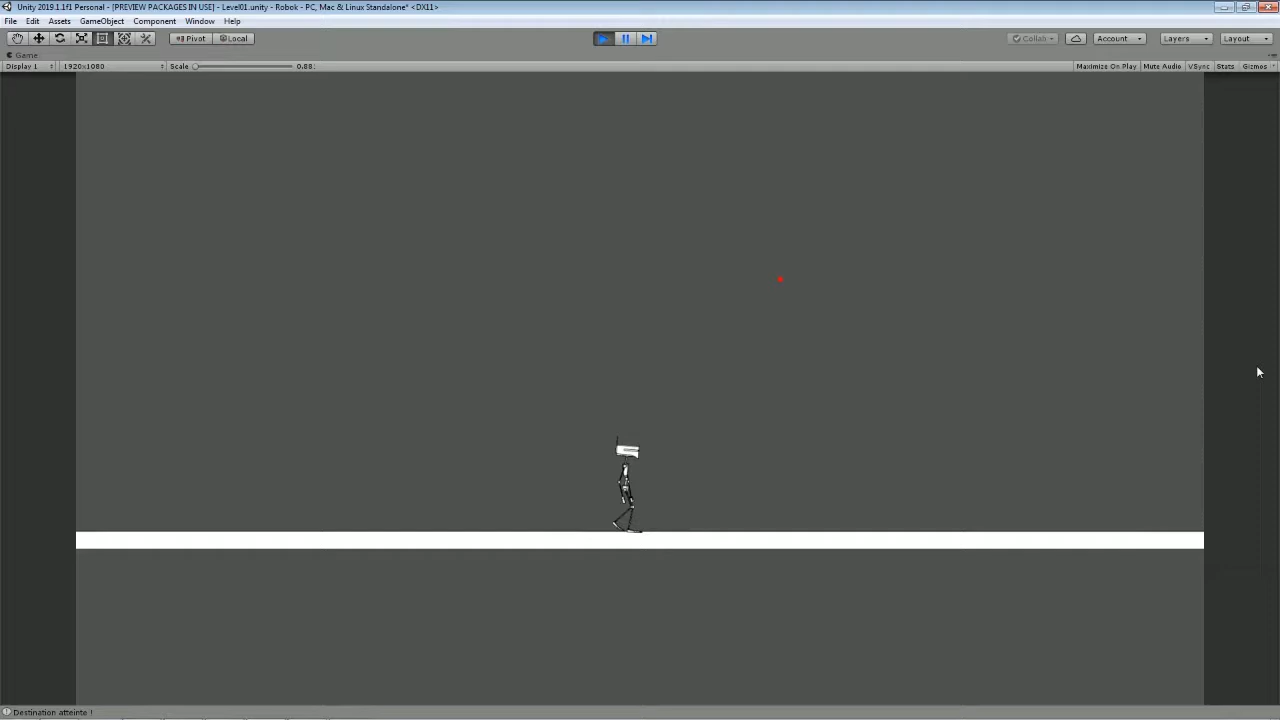 Unity 2019.1.1f1 Personal - [PREVIEW PACKAGES IN USE] - Level01.unity - Robok - PC, Mac & Linux Standalone* <DX11>
File Edit Assets GameObject Component Window Help
Pivot Local Collab Account Layers Layout
Game
Display 1 1920x1080 Scale 0.88: Maximize On Play Mute Audio VSync Stats Gizmos
Destination atteinte !